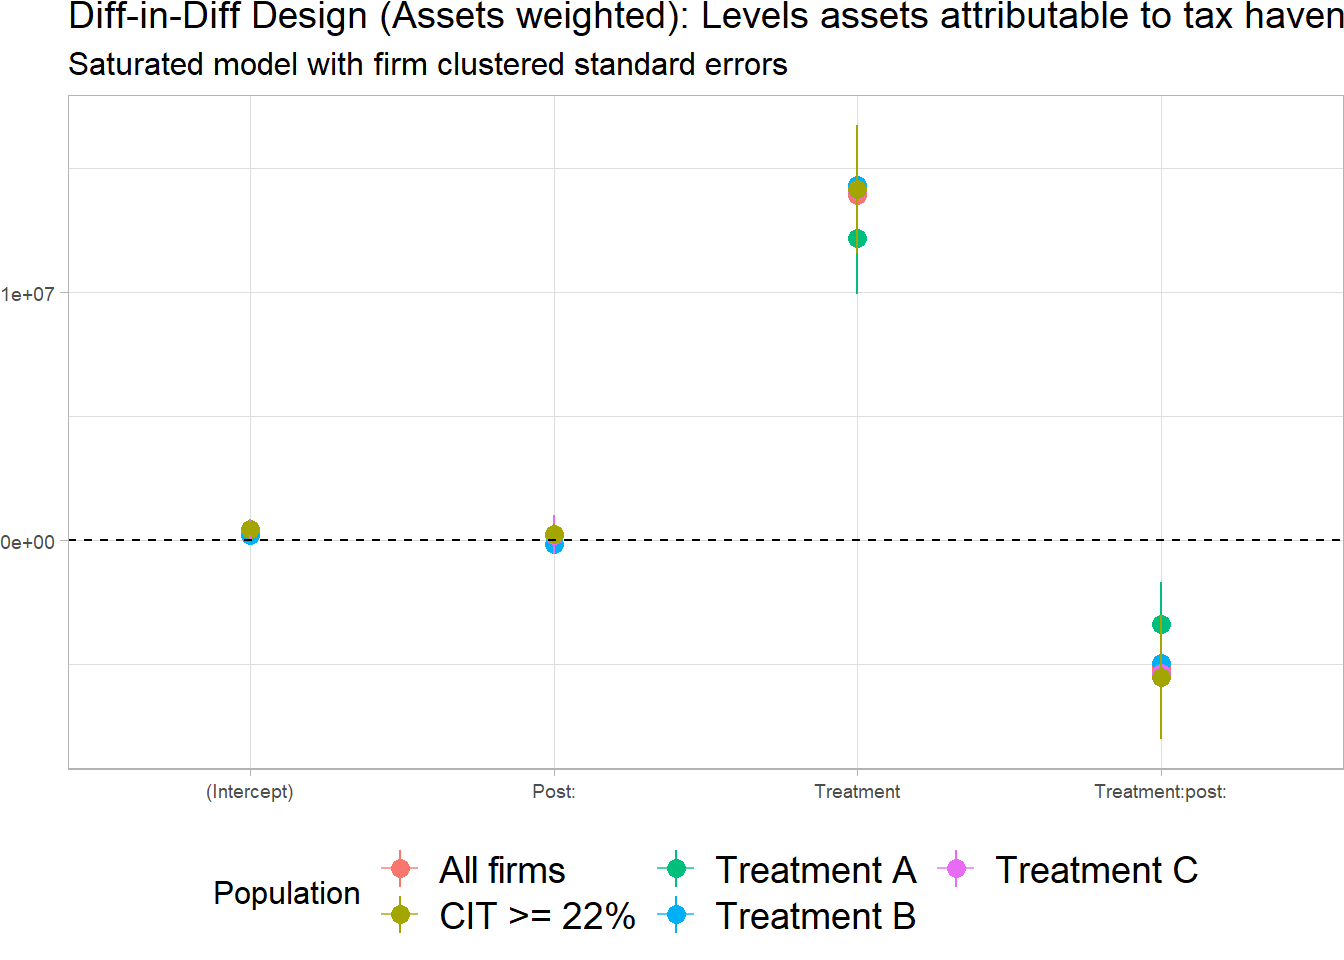 Diff-in-Diff Design (Assets weighted): Levels assets attributable to tax haven
Saturated model with firm clustered standard errors
1e+07
0e+00
(Intercept) Post: Treatment Treatment:post:
Population
All firms Treatment A Treatment C
CIT >= 22% Treatment B